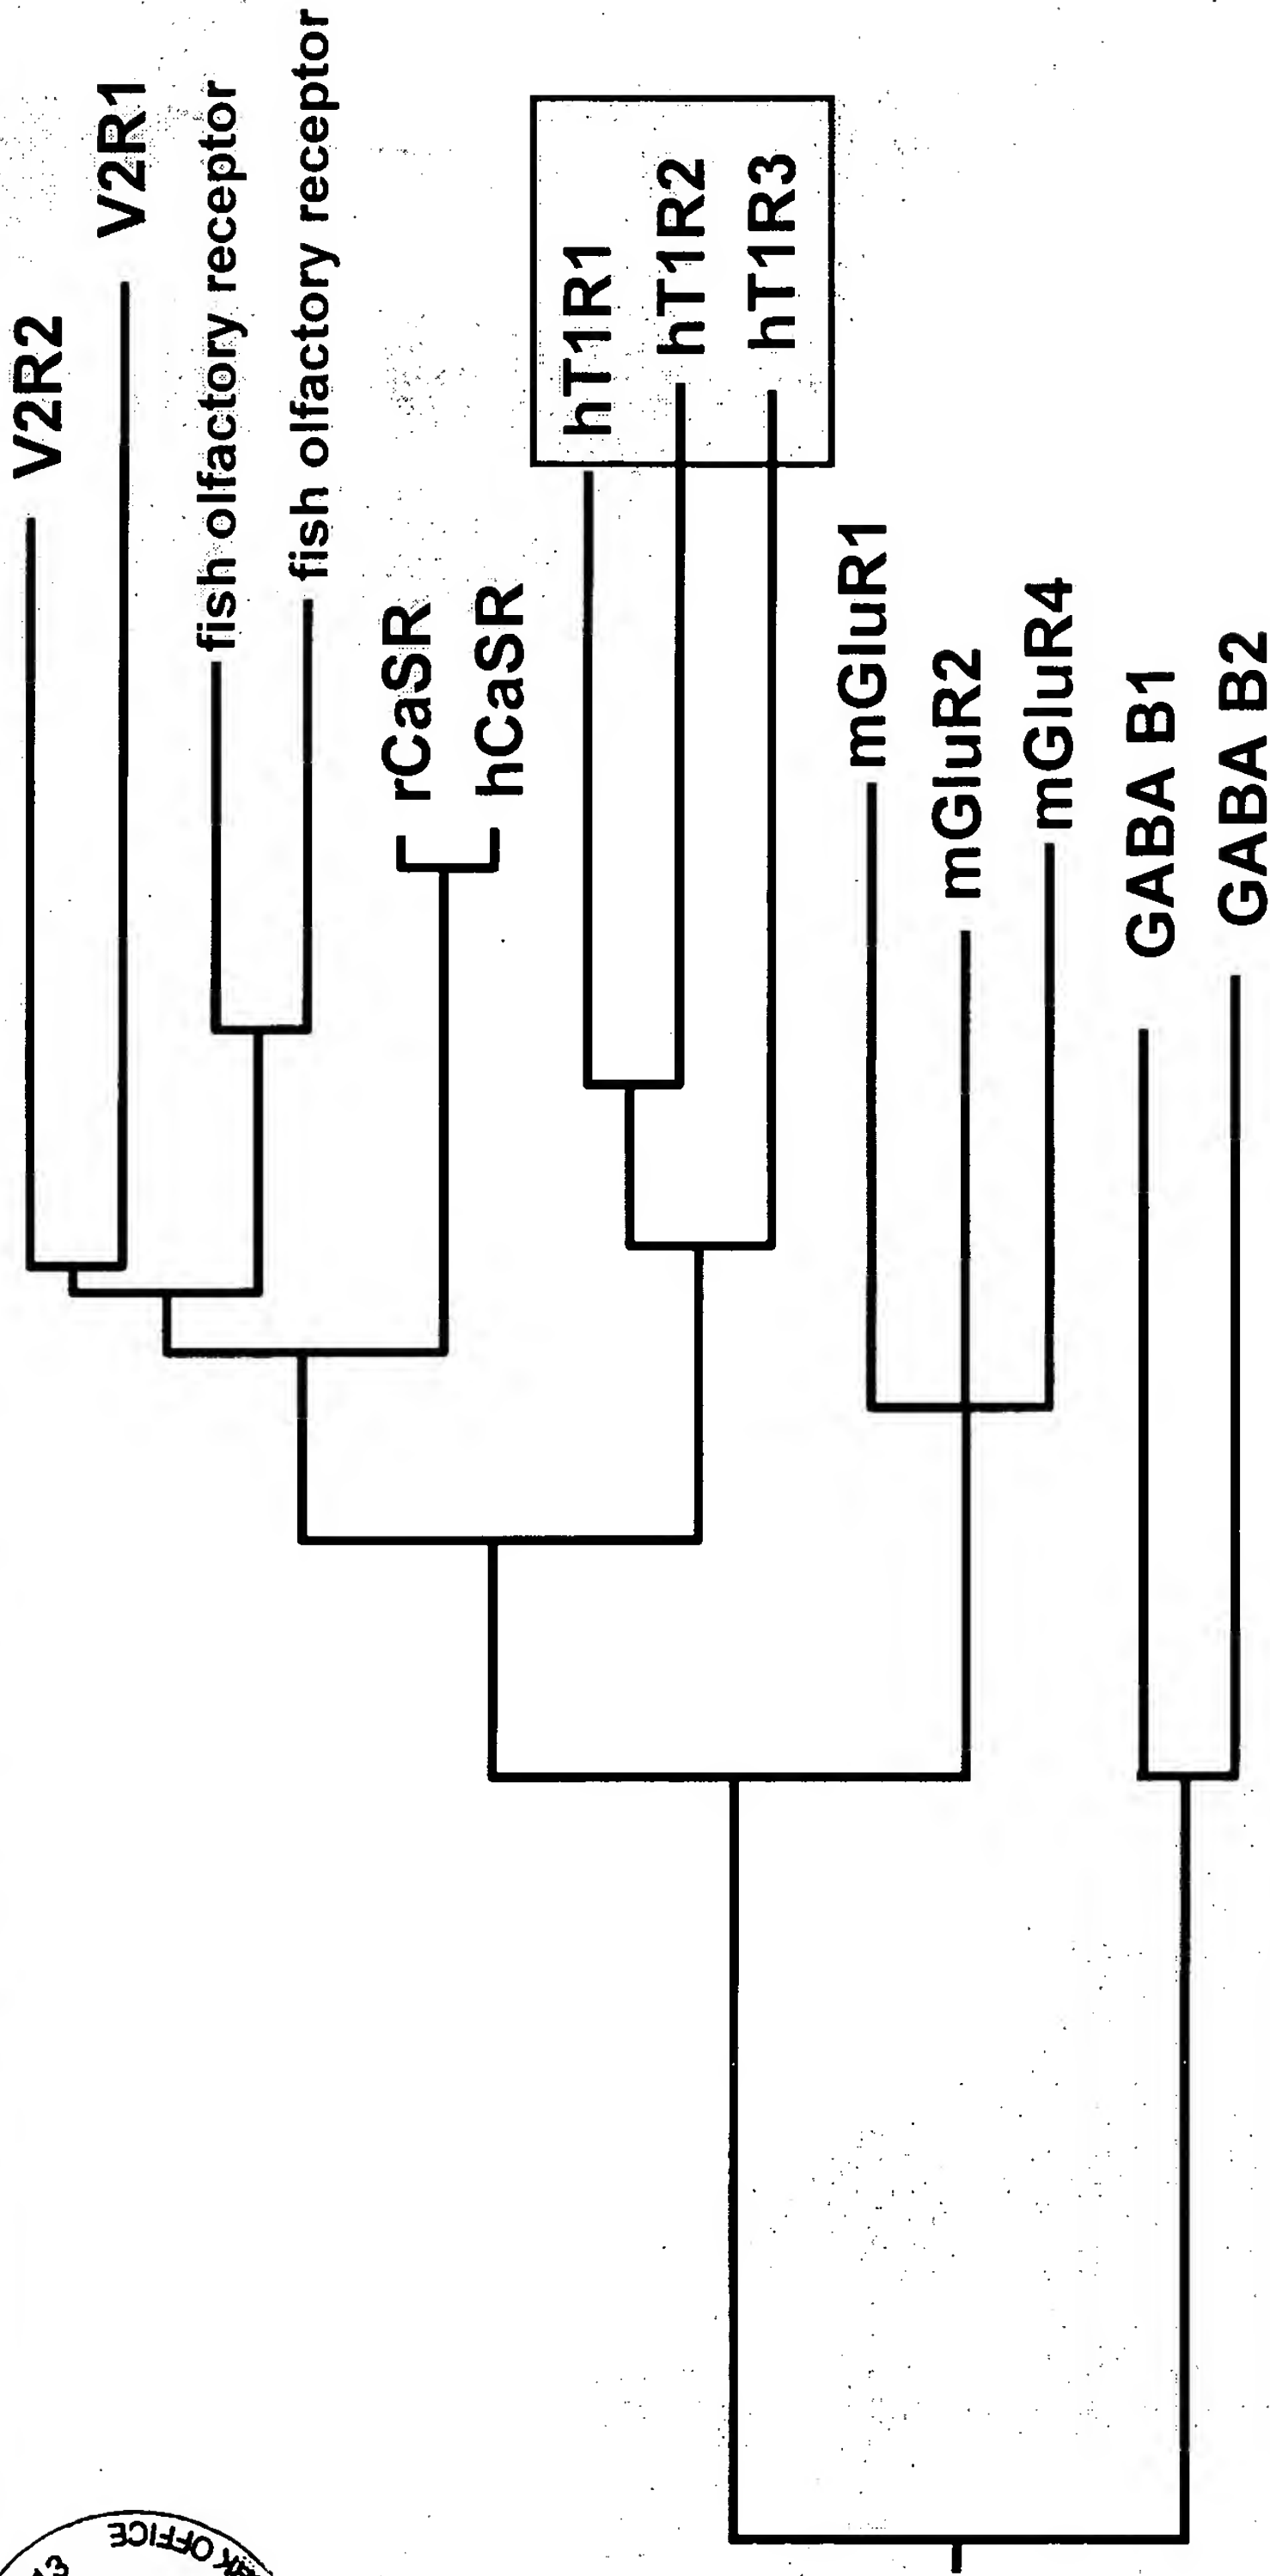 V2R2
V2R1
fish olfactory receptor
fish olfactory receptor
rCaSR
hCaSR
hT1R1
hT1R2
hT1R3
mGluR1
mGluR2
mGluR4
GABA B1
GABA B2
OFFICE
13